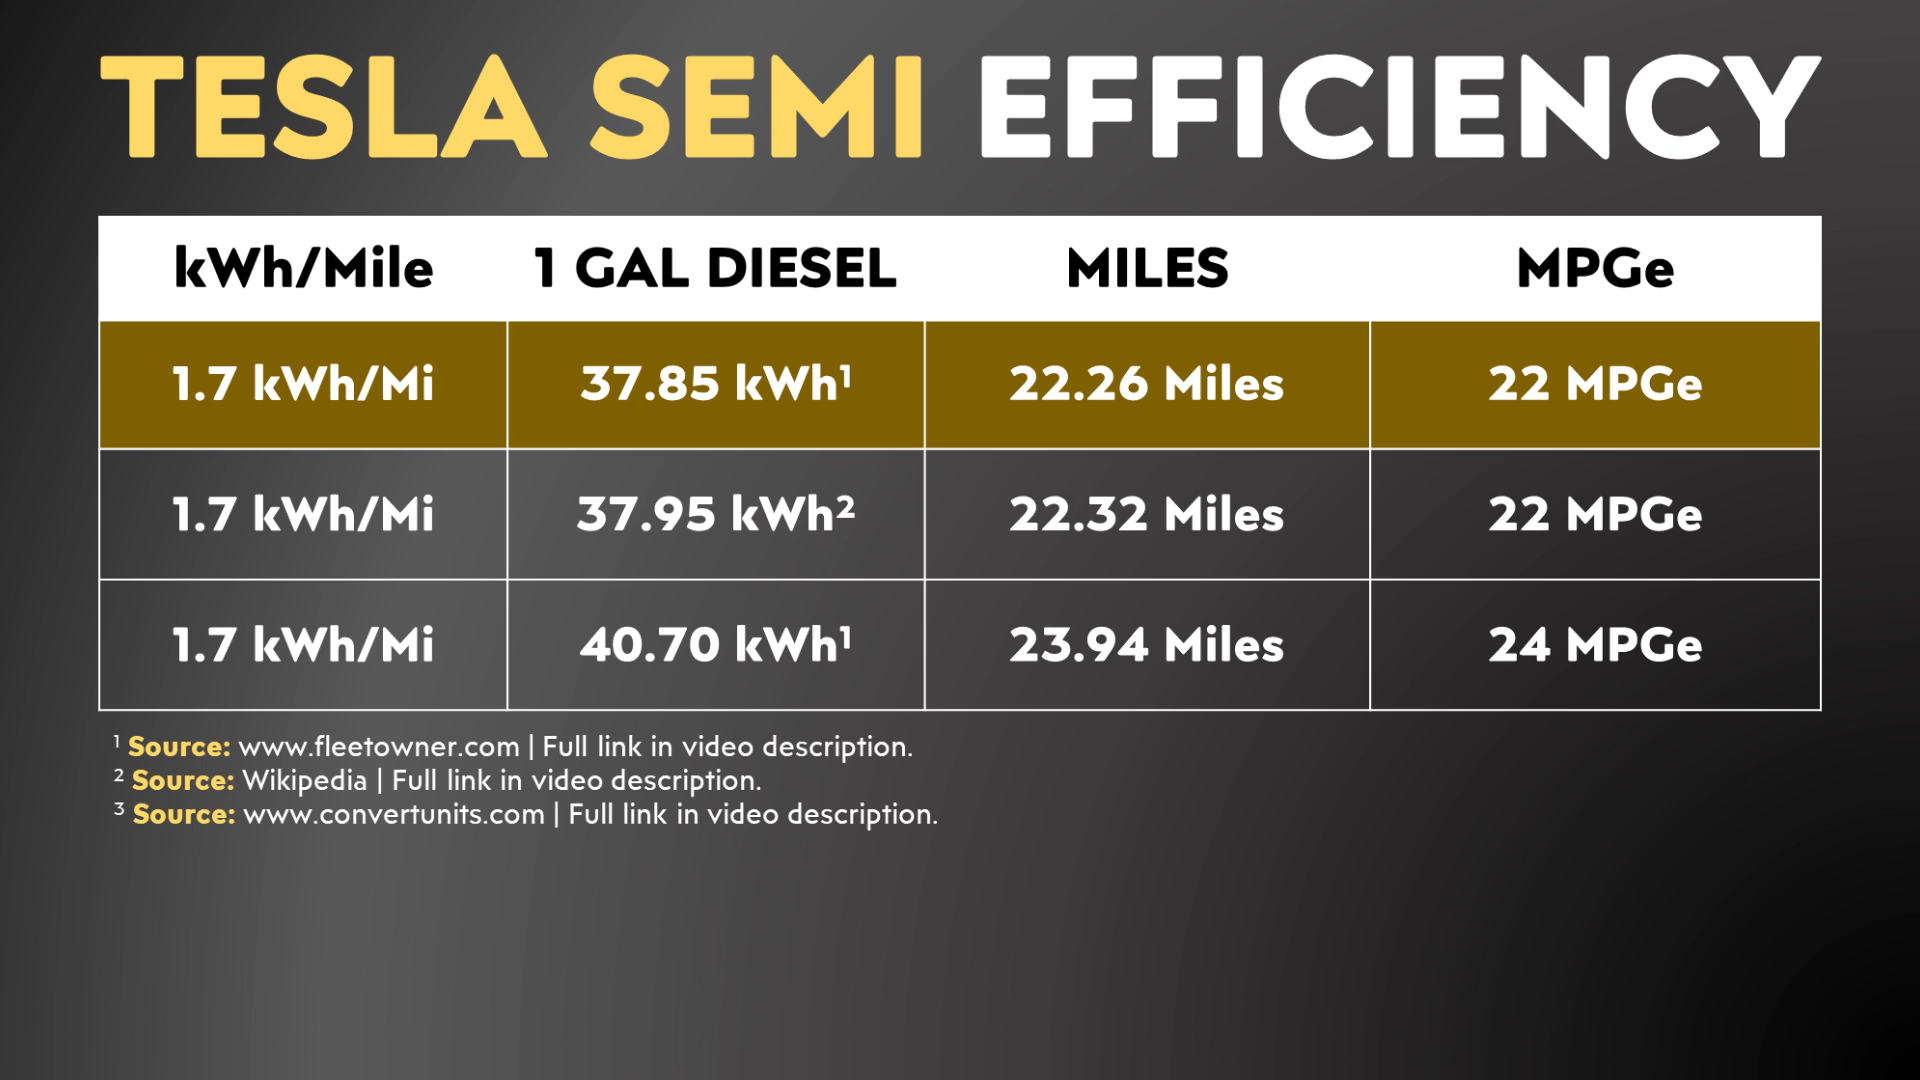 TESLA SEMI EFFICIENCY
kWh/Mile 1 GAL DIESEL MILES MPGe
1.7 kWh/Mi 37.85 kWh¹ 22.26 Miles 22 MPGe
1.7 kWh/Mi 37.95 kWh² 22.32 Miles 22 MPGe
1.7 kWh/Mi 40.70 kWh¹ 23.94 Miles 24 MPGe
¹ Source: www.fleetowner.com | Full link in video description.
² Source: Wikipedia | Full link in video description.
³ Source: www.convertunits.com | Full link in video description.